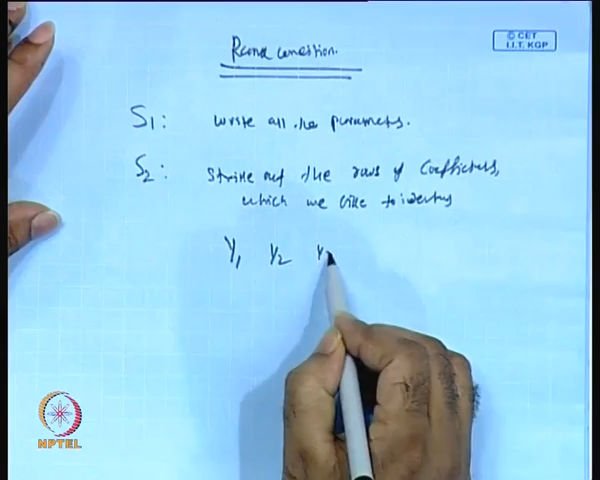 Rank condition.
© CET
I.I.T. KGP
S1: Write all the parameters.
S2: Strike out the rows of coefficients,
which we like to identify
Y1 Y2 Y
NPTEL